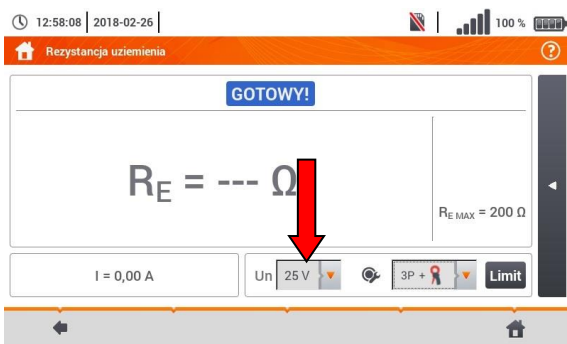 12:58:08 2018-02-26 100 %
Rezystancja uziemienia ?
GOTOWY!
RE = --- Ω
RE MAX = 200 Ω
I = 0,00 A Un 25 V 3P + Limit